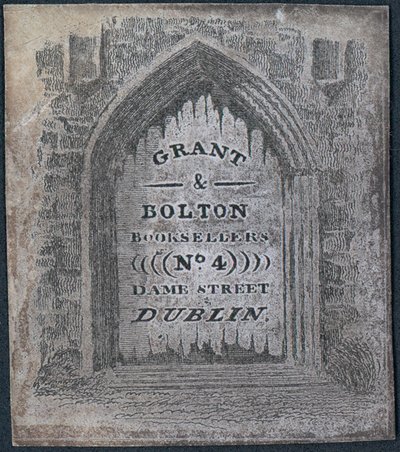 GRANT
&
BOLTON
BOOKSELLERS
((((( Nº 4 )))))
DAME STREET
DUBLIN.